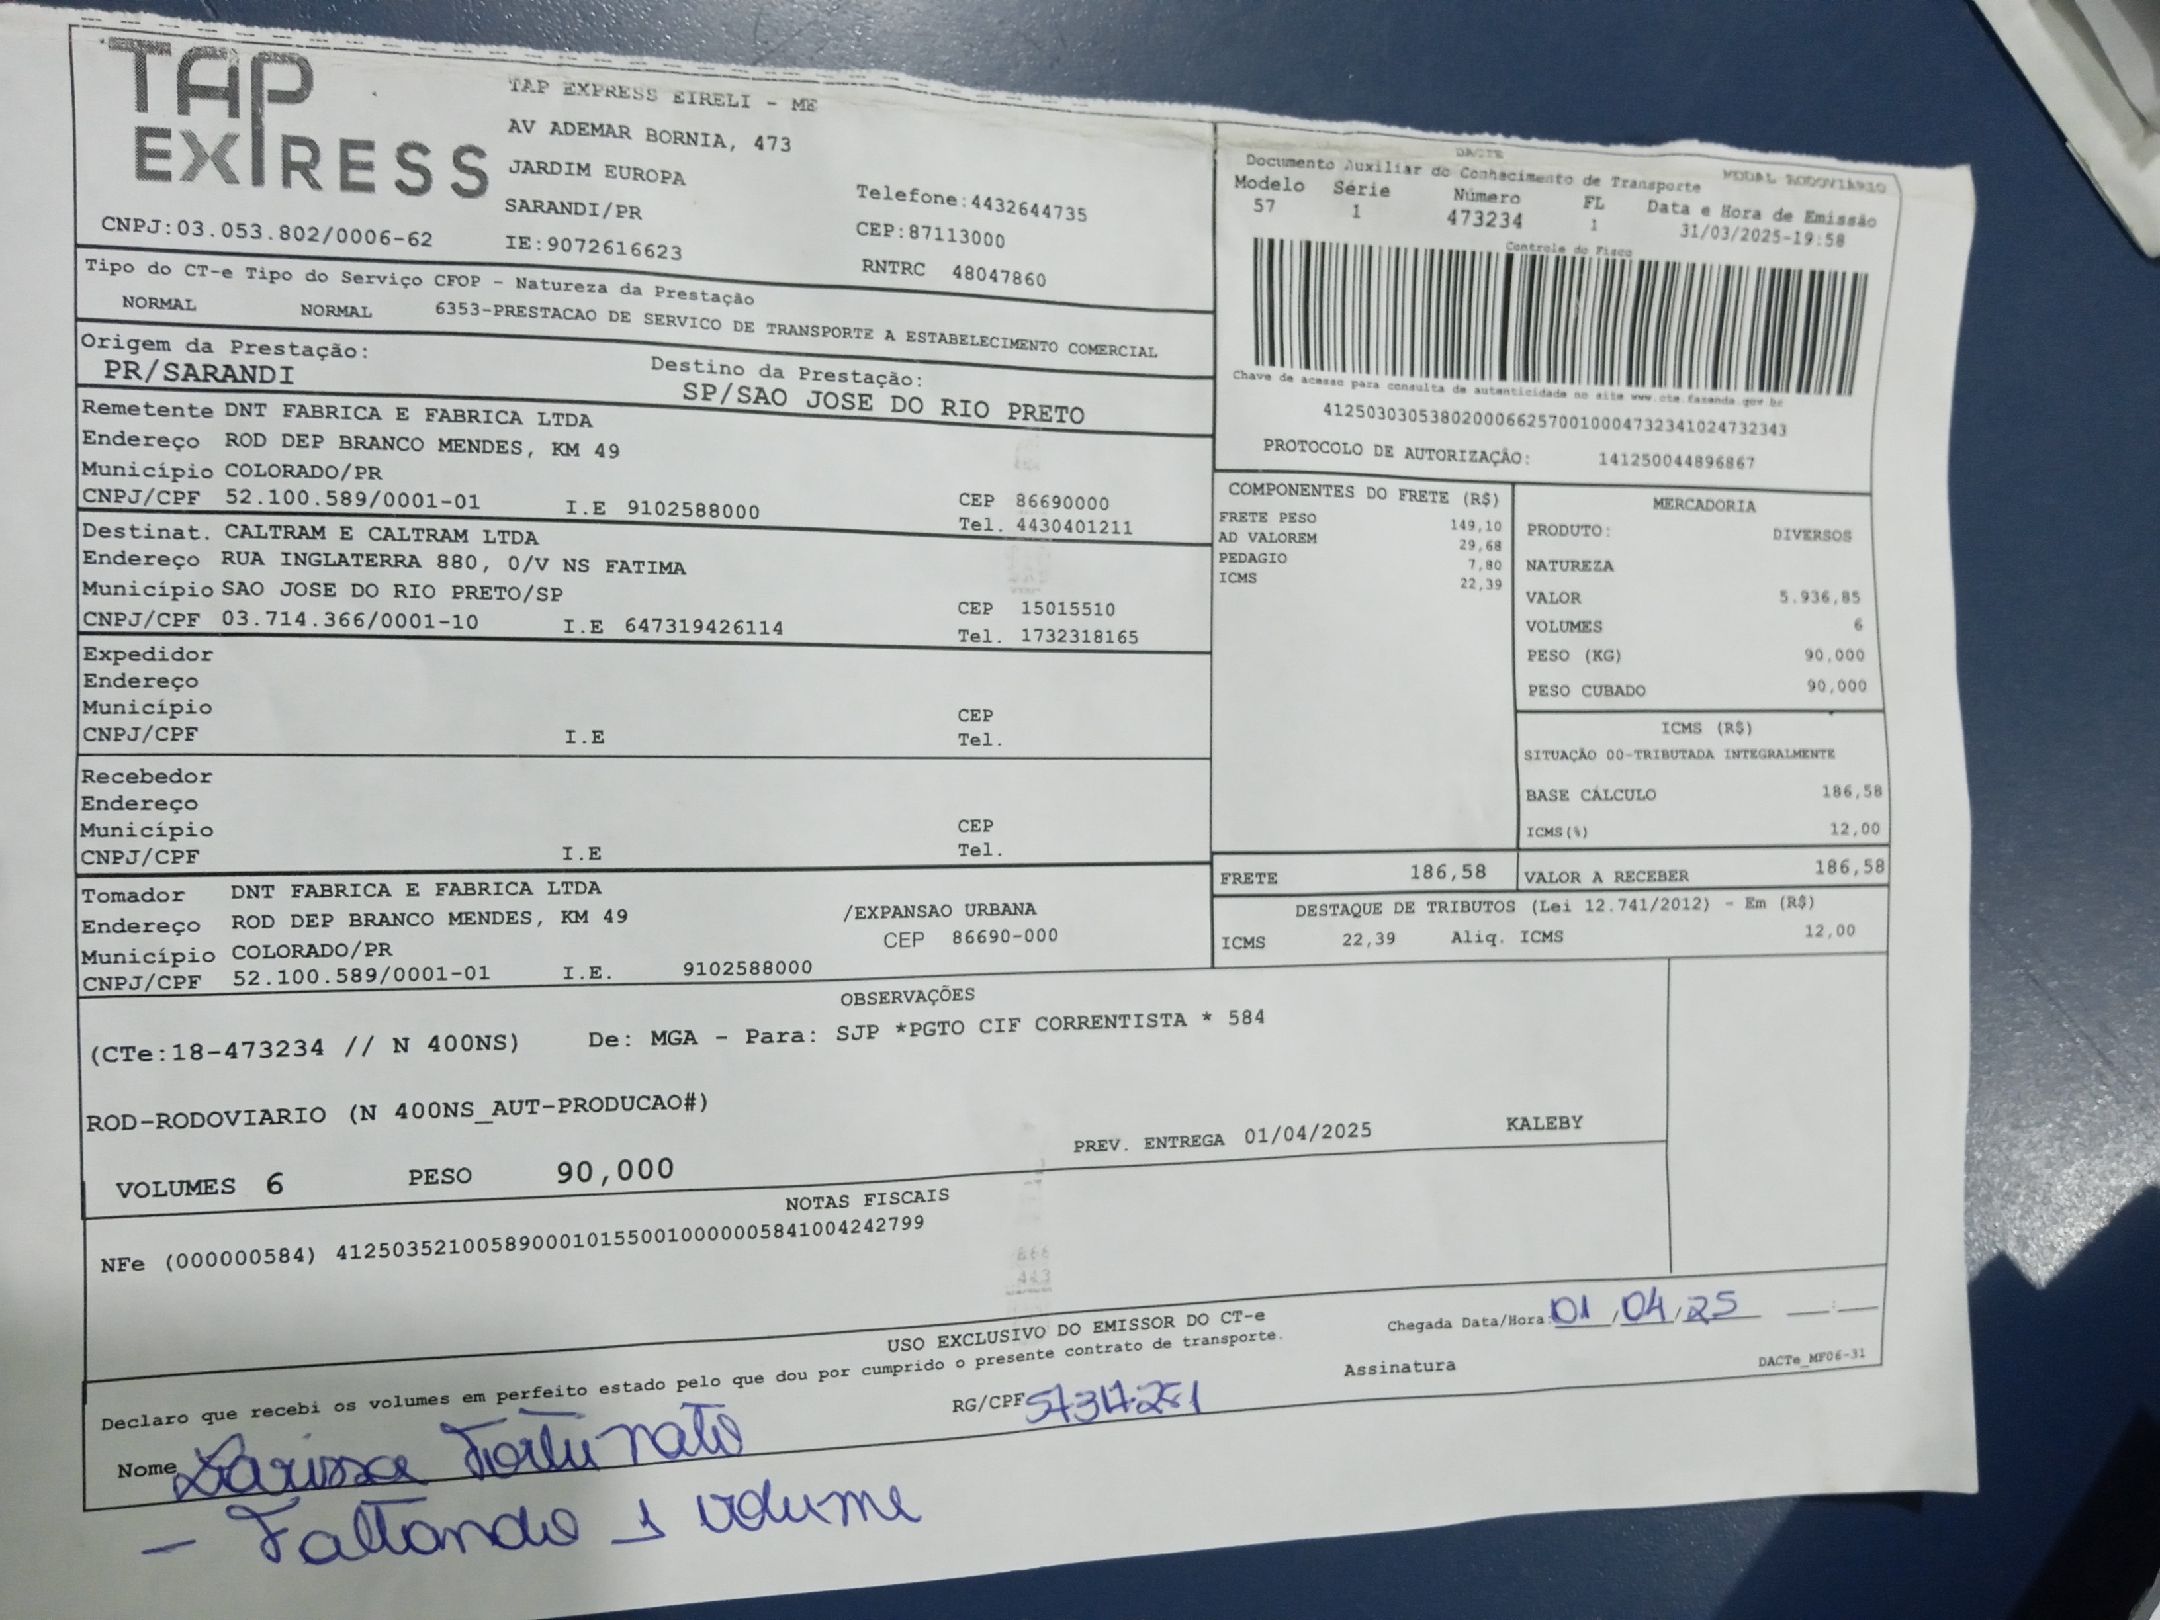 TAP
EXPRESS
TAP EXPRESS EIRELI - ME
AV ADEMAR BORNIA, 473
JARDIM EUROPA
SARANDI/PR
IE:9072616623
Telefone:4432644735
CEP:87113000
RNTRC 48047860
CNPJ:03.053.802/0006-62
DACTE
MODAL RODOVIARIO
Documento Auxiliar do Conhecimento de Transporte
Modelo Série Número FL Data e Hora de Emissão
57 1 473234 1 31/03/2025-19:58
Controle do Fisco
Chave de acesso para consulta de autenticidade no site www.cte.fazenda.gov.br
41250303053802000662570010004732341024732343
PROTOCOLO DE AUTORIZAÇÃO: 141250044896867
Tipo do CT-e Tipo do Serviço CFOP - Natureza da Prestação
NORMAL NORMAL 6353-PRESTACAO DE SERVICO DE TRANSPORTE A ESTABELECIMENTO COMERCIAL
Origem da Prestação: Destino da Prestação:
PR/SARANDI SP/SAO JOSE DO RIO PRETO
Remetente DNT FABRICA E FABRICA LTDA
Endereço ROD DEP BRANCO MENDES, KM 49
Município COLORADO/PR CEP 86690000
CNPJ/CPF 52.100.589/0001-01 I.E 9102588000 Tel. 4430401211
Destinat. CALTRAM E CALTRAM LTDA
Endereço RUA INGLATERRA 880, 0/V NS FATIMA
Município SAO JOSE DO RIO PRETO/SP CEP 15015510
CNPJ/CPF 03.714.366/0001-10 I.E 647319426114 Tel. 1732318165
Expedidor
Endereço
Município CEP
CNPJ/CPF I.E Tel.
Recebedor
Endereço
Município CEP
CNPJ/CPF I.E Tel.
Tomador DNT FABRICA E FABRICA LTDA
Endereço ROD DEP BRANCO MENDES, KM 49 /EXPANSAO URBANA
Município COLORADO/PR CEP 86690-000
CNPJ/CPF 52.100.589/0001-01 I.E. 9102588000
COMPONENTES DO FRETE (R$)
FRETE PESO 149,10
AD VALOREM 29,68
PEDAGIO 7,80
ICMS 22,39
MERCADORIA
PRODUTO: DIVERSOS
NATUREZA
VALOR 5.936,85
VOLUMES 6
PESO (KG) 90,000
PESO CUBADO 90,000
ICMS (R$)
SITUAÇÃO 00-TRIBUTADA INTEGRALMENTE
BASE CÁLCULO 186,58
ICMS(%) 12,00
FRETE 186,58 VALOR A RECEBER 186,58
DESTAQUE DE TRIBUTOS (Lei 12.741/2012) - Em (R$)
ICMS 22,39 Aliq. ICMS 12,00
OBSERVAÇÕES
(CTe:18-473234 // N 400NS) De: MGA - Para: SJP *PGTO CIF CORRENTISTA * 584
ROD-RODOVIARIO (N 400NS_AUT-PRODUCAO#)
PREV. ENTREGA 01/04/2025 KALEBY
VOLUMES 6 PESO 90,000
NOTAS FISCAIS
NFe (000000584) 41250352100589000101550010000005841004242799
USO EXCLUSIVO DO EMISSOR DO CT-e
Chegada Data/Hora: 01/04/25 __:__
Declaro que recebi os volumes em perfeito estado pelo que dou por cumprido o presente contrato de transporte.
DACTe_MF06-31
Nome Larissa Fortunato RG/CPF Assinatura
- Faltando 1 volume